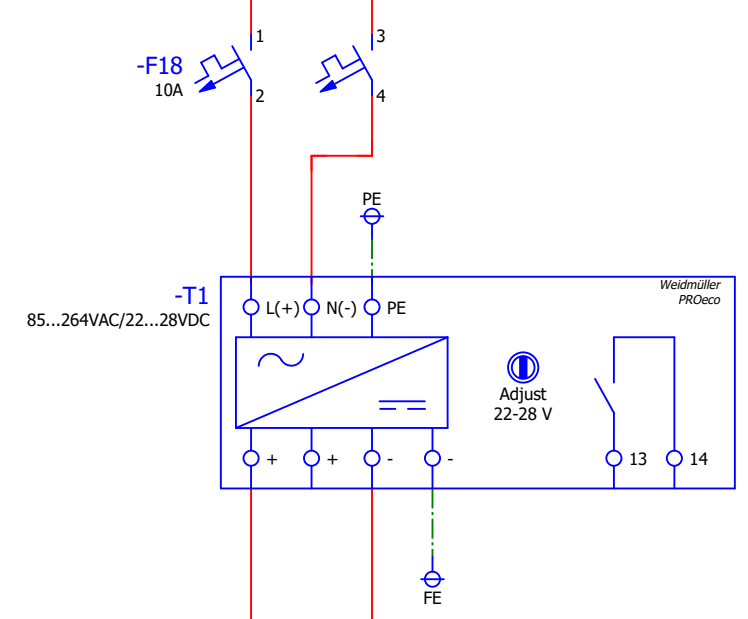 1
3
-F18
10A
2
4
PE
-T1
85...264VAC/22...28VDC
Weidmüller
PROeco
L(+) N(-) PE
Adjust
22-28 V
+ + - - 13 14
FE